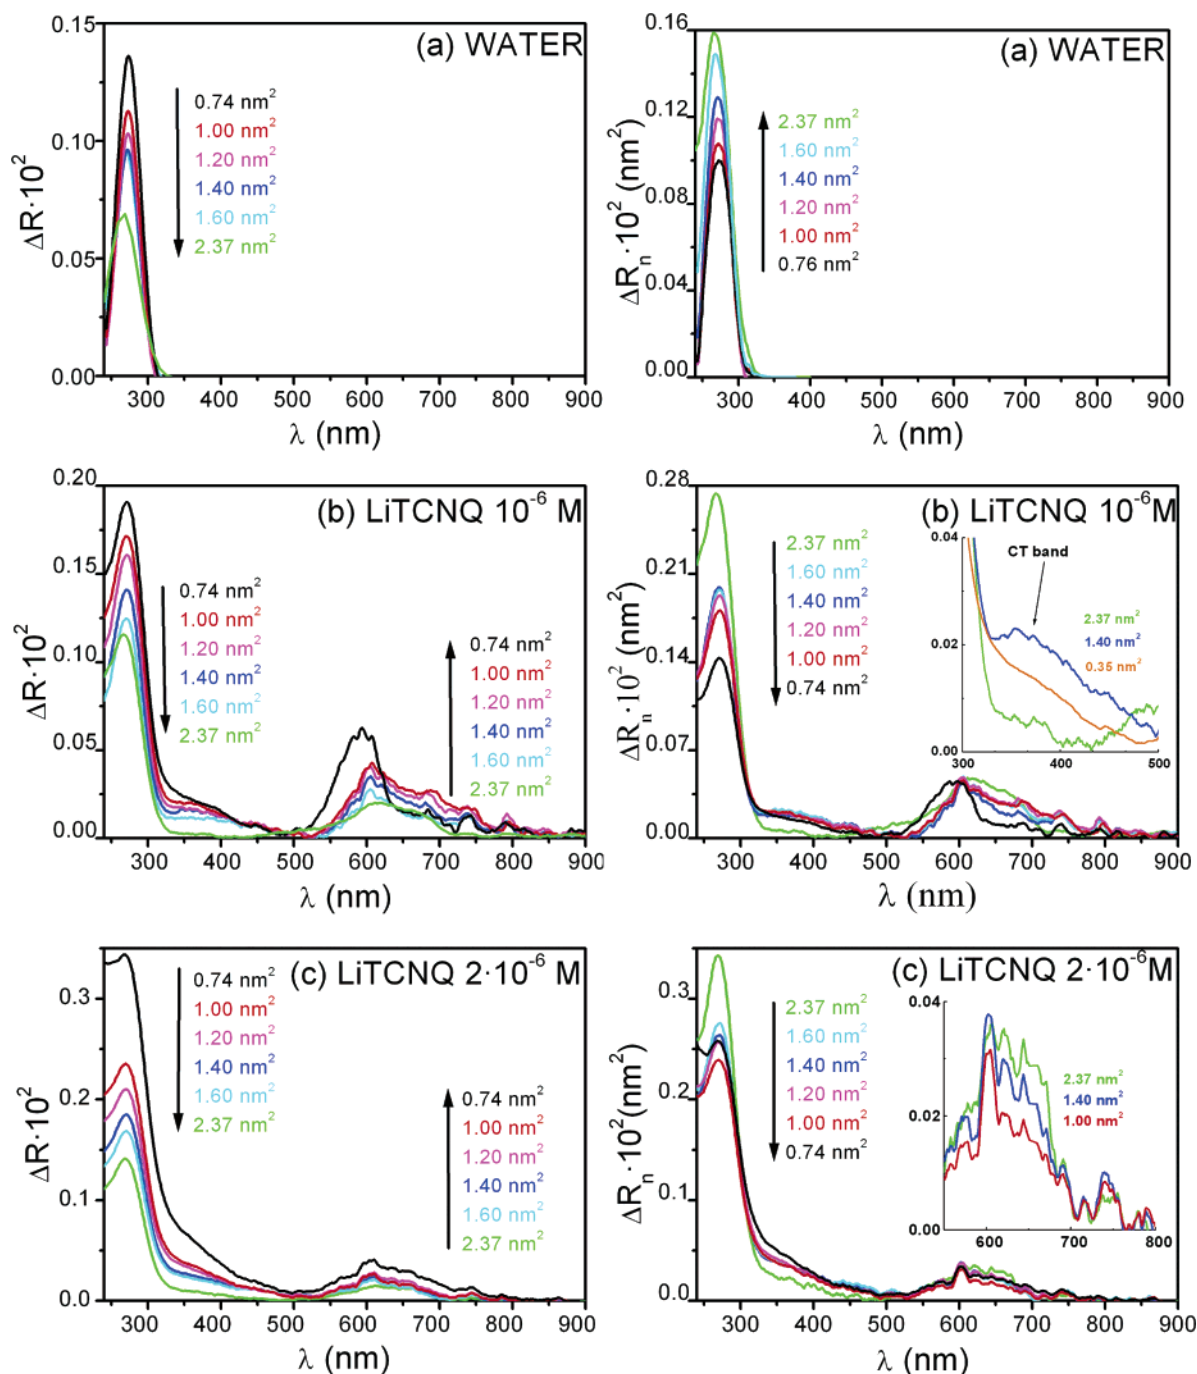 (a) WATER
0.15
0.10
0.05
0.00
ΔR·10²
0.74 nm²
1.00 nm²
1.20 nm²
1.40 nm²
1.60 nm²
2.37 nm²
300 400 500 600 700 800 900
λ (nm)
(a) WATER
0.16
0.12
0.08
0.04
0.00
ΔRₙ·10² (nm²)
2.37 nm²
1.60 nm²
1.40 nm²
1.20 nm²
1.00 nm²
0.76 nm²
300 400 500 600 700 800 900
λ (nm)
(b) LiTCNQ 10⁻⁶ M
0.20
0.15
0.10
0.05
0.00
ΔR·10²
0.74 nm²
1.00 nm²
1.20 nm²
1.40 nm²
1.60 nm²
2.37 nm²
0.74 nm²
1.00 nm²
1.20 nm²
1.40 nm²
1.60 nm²
2.37 nm²
300 400 500 600 700 800 900
λ (nm)
(b) LiTCNQ 10⁻⁶M
0.28
0.21
0.14
0.07
0.00
ΔRₙ·10² (nm²)
2.37 nm²
1.60 nm²
1.40 nm²
1.20 nm²
1.00 nm²
0.74 nm²
0.04
0.02
0.00
CT band
2.37 nm²
1.40 nm²
0.35 nm²
300 400 500
300 400 500 600 700 800 900
λ (nm)
(c) LiTCNQ 2·10⁻⁶ M
0.3
0.2
0.1
0.0
ΔR·10²
0.74 nm²
1.00 nm²
1.20 nm²
1.40 nm²
1.60 nm²
2.37 nm²
0.74 nm²
1.00 nm²
1.20 nm²
1.40 nm²
1.60 nm²
2.37 nm²
300 400 500 600 700 800 900
λ (nm)
(c) LiTCNQ 2·10⁻⁶M
0.3
0.2
0.1
0.0
ΔRₙ·10²(nm²)
2.37 nm²
1.60 nm²
1.40 nm²
1.20 nm²
1.00 nm²
0.74 nm²
0.04
0.02
0.00
2.37 nm²
1.40 nm²
1.00 nm²
600 700 800
300 400 500 600 700 800 900
λ (nm)